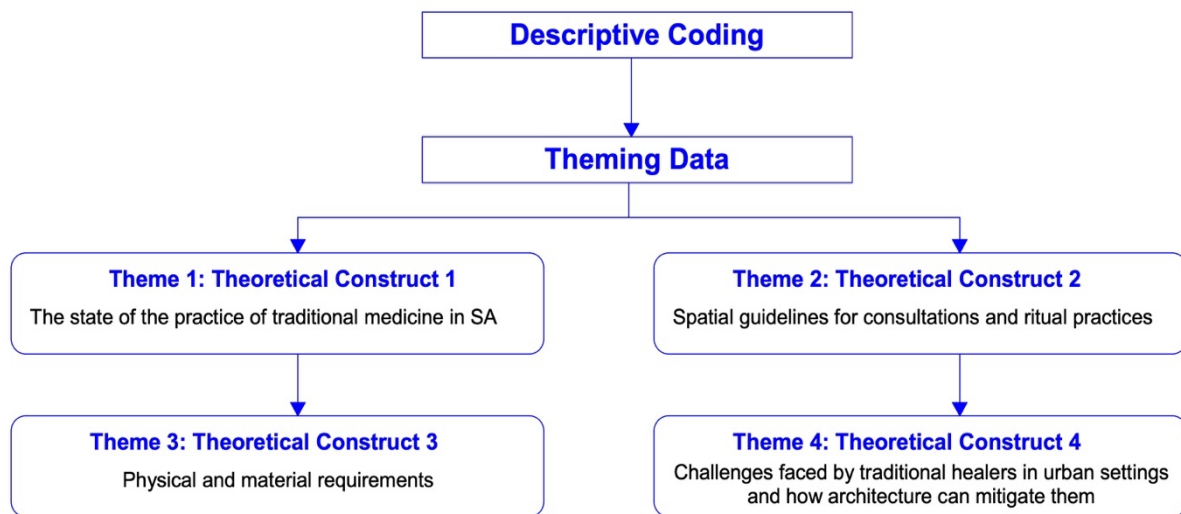 Descriptive Coding
Theming Data
Theme 1: Theoretical Construct 1
The state of the practice of traditional medicine in SA
Theme 2: Theoretical Construct 2
Spatial guidelines for consultations and ritual practices
Theme 3: Theoretical Construct 3
Physical and material requirements
Theme 4: Theoretical Construct 4
Challenges faced by traditional healers in urban settings
and how architecture can mitigate them